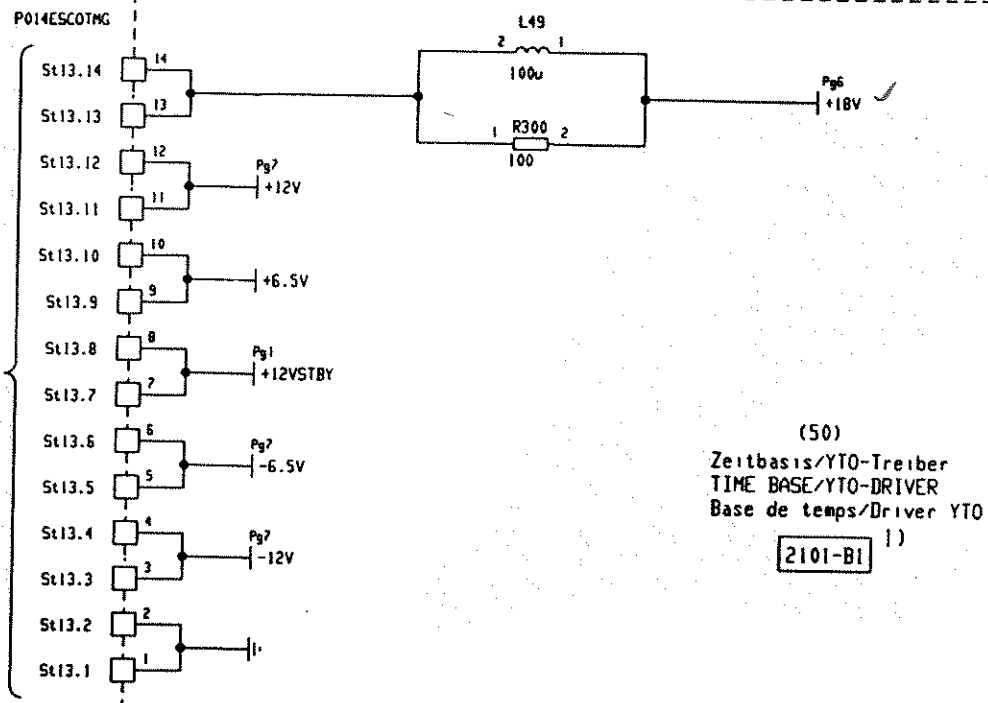 P014ESCOTMG
L49
2 1
100u
St13.14 14
Pg6
+18V
St13.13 13
1 R300 2
100
St13.12 12
Pg7
+12V
St13.11 11
St13.10 10
+6.5V
St13.9 9
St13.8 8
Pg1
+12VSTBY
St13.7 7
St13.6 6
Pg7
-6.5V
St13.5 5
St13.4 4
Pg7
-12V
St13.3 3
St13.2 2
St13.1 1
(50)
Zeitbasis/YTO-Treiber
TIME BASE/YTO-DRIVER
Base de temps/Driver YTO
1)
2101-B1